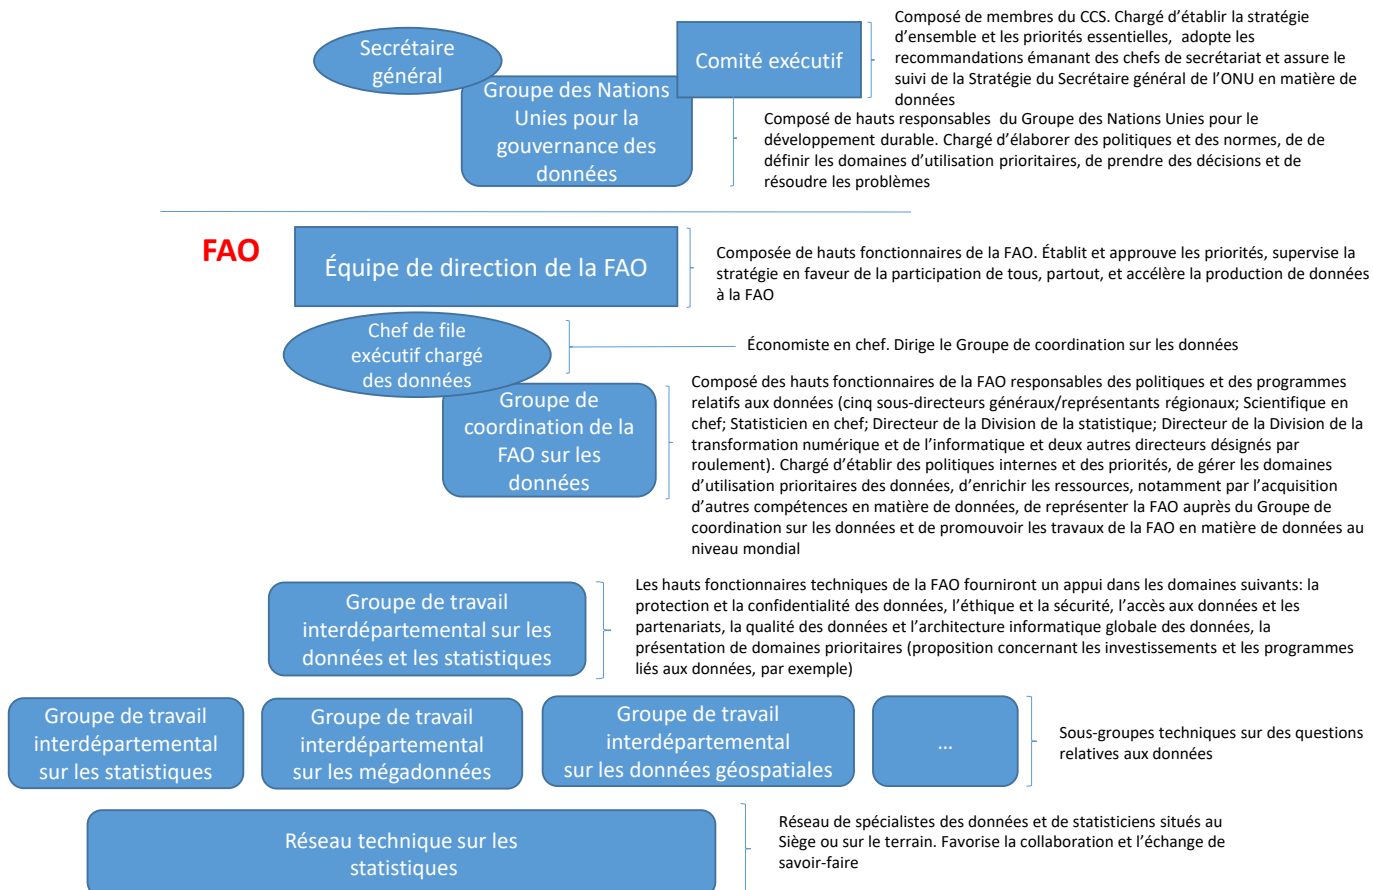 Secrétaire
général
Comité exécutif
Composé de membres du CCS. Chargé d’établir la stratégie
d’ensemble et les priorités essentielles, adopte les
recommandations émanant des chefs de secrétariat et assure le
suivi de la Stratégie du Secrétaire général de l’ONU en matière de
données
Groupe des Nations
Unies pour la
gouvernance des
données
Composé de hauts responsables du Groupe des Nations Unies pour le
développement durable. Chargé d’élaborer des politiques et des normes, de de
définir les domaines d’utilisation prioritaires, de prendre des décisions et de
résoudre les problèmes
FAO
Équipe de direction de la FAO
Composée de hauts fonctionnaires de la FAO. Établit et approuve les priorités, supervise la
stratégie en faveur de la participation de tous, partout, et accélère la production de données
à la FAO
Chef de file
exécutif chargé
des données
Économiste en chef. Dirige le Groupe de coordination sur les données
Groupe de
coordination de la
FAO sur les
données
Composé des hauts fonctionnaires de la FAO responsables des politiques et des programmes
relatifs aux données (cinq sous-directeurs généraux/représentants régionaux; Scientifique en
chef; Statisticien en chef; Directeur de la Division de la statistique; Directeur de la Division de la
transformation numérique et de l’informatique et deux autres directeurs désignés par
roulement). Chargé d’établir des politiques internes et des priorités, de gérer les domaines
d’utilisation prioritaires des données, d’enrichir les ressources, notamment par l’acquisition
d’autres compétences en matière de données, de représenter la FAO auprès du Groupe de
coordination sur les données et de promouvoir les travaux de la FAO en matière de données au
niveau mondial
Groupe de travail
interdépartemental sur les
données et les statistiques
Les hauts fonctionnaires techniques de la FAO fourniront un appui dans les domaines suivants: la
protection et la confidentialité des données, l’éthique et la sécurité, l’accès aux données et les
partenariats, la qualité des données et l’architecture informatique globale des données, la
présentation de domaines prioritaires (proposition concernant les investissements et les programmes
liés aux données, par exemple)
Groupe de travail
interdépartemental
sur les statistiques
Groupe de travail
interdépartemental
sur les mégadonnées
Groupe de travail
interdépartemental
sur les données géospatiales
...
Sous-groupes techniques sur des questions
relatives aux données
Réseau technique sur les
statistiques
Réseau de spécialistes des données et de statisticiens situés au
Siège ou sur le terrain. Favorise la collaboration et l’échange de
savoir-faire